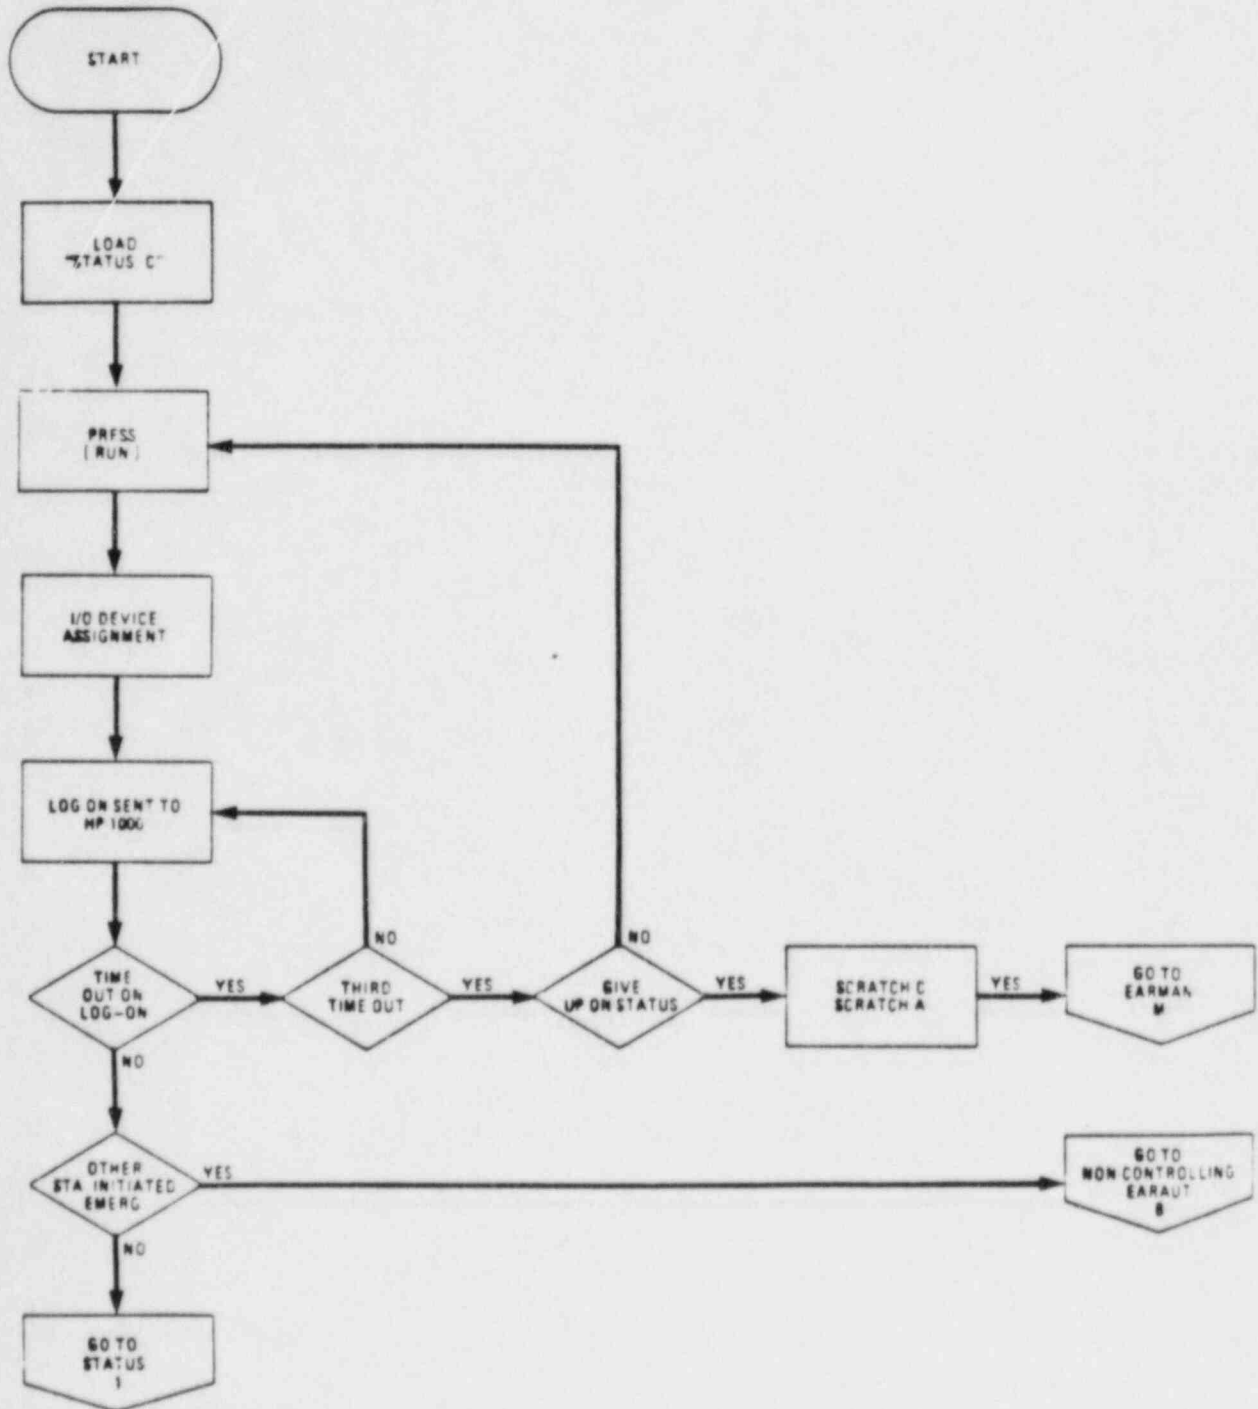 START
LOAD
"STATUS C"
PRESS
(RUN)
I/O DEVICE
ASSIGNMENT
LOG ON SENT TO
HP 1000
NO
NO
TIME
OUT ON
LOG-ON
YES
THIRD
TIME OUT
YES
GIVE
UP ON STATUS
YES
SCRATCH C
SCRATCH A
YES
GO TO
EARMAN
M
NO
OTHER
STA. INITIATED
EMERG
YES
GO TO
NON CONTROLLING
EARAUT
B
NO
GO TO
STATUS
1